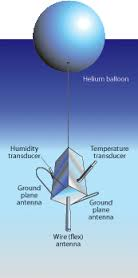 Helium balloon
Humidity
transducer
Temperature
transducer
Ground
plane
antenna
Ground
plane
antenna
Wire (flex)
antenna